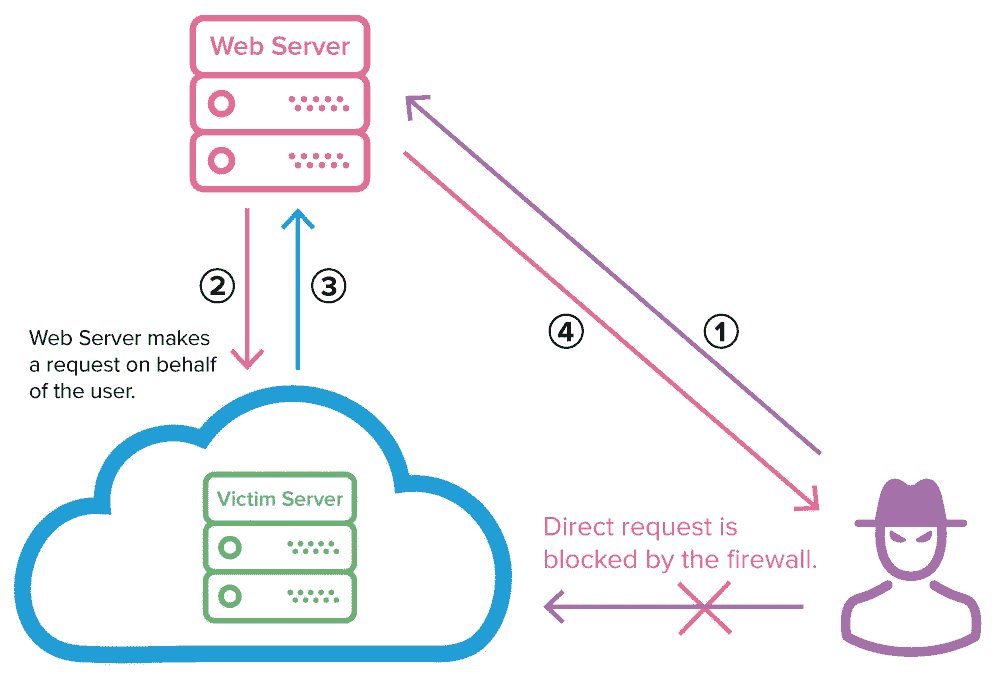 Web Server
②
③
Web Server makes
a request on behalf
of the user.
④
①
Victim Server
Direct request is
blocked by the firewall.